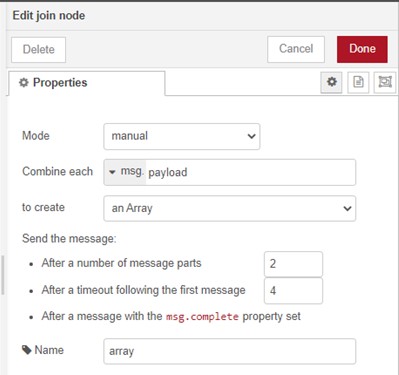 Edit join node
Delete
Cancel
Done
Properties
Mode
manual
Combine each
msg. payload
to create
an Array
Send the message:
• After a number of message parts 2
• After a timeout following the first message 4
• After a message with the msg.complete property set
Name
array